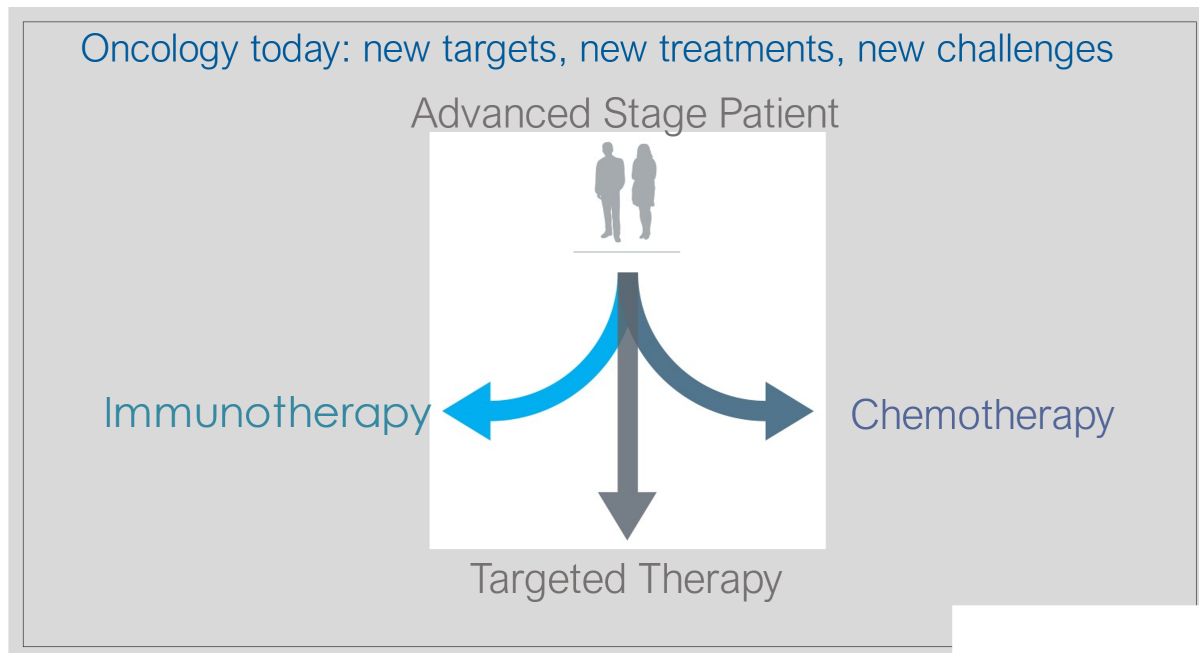 Oncology today: new targets, new treatments, new challenges
Advanced Stage Patient
Immunotherapy
Chemotherapy
Targeted Therapy